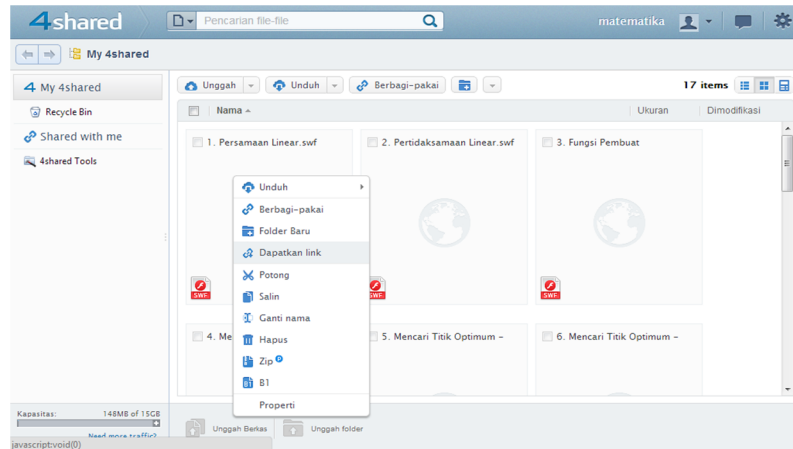 4shared
Pencarian file-file
matematika
My 4shared
4 My 4shared
Recycle Bin
Shared with me
4shared Tools
Unggah
Unduh
Berbagi-pakai
17 items
Nama
Ukuran
Dimodifikasi
1. Persamaan Linear.swf
2. Pertidaksamaan Linear.swf
3. Fungsi Pembuat
Unduh
Berbagi-pakai
Folder Baru
Dapatkan link
Potong
Salin
Ganti nama
Hapus
Zip P
B1
Properti
SWF
SWF
SWF
4. Me
5. Mencari Titik Optimum -
6. Mencari Titik Optimum -
Kapasitas: 148MB of 15GB
Need more traffic?
javascript:void(0)
Unggah Berkas
Unggah folder